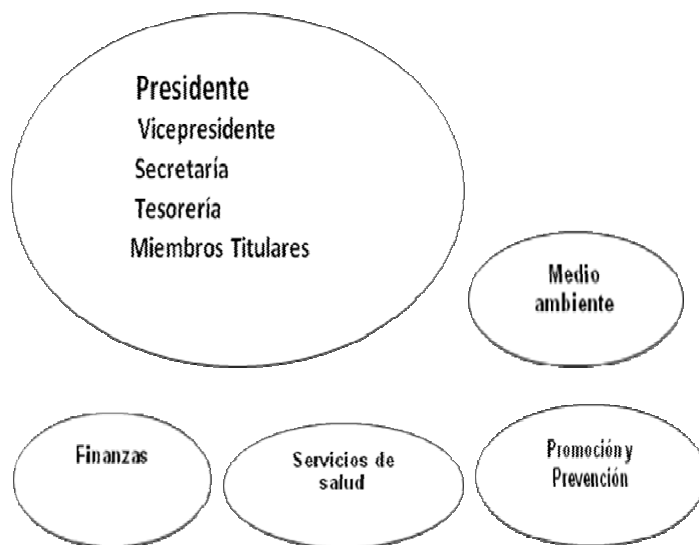 Presidente
Vicepresidente
Secretaría
Tesorería
Miembros Titulares
Medio
ambiente
Finanzas
Servicios de
salud
Promoción y
Prevención